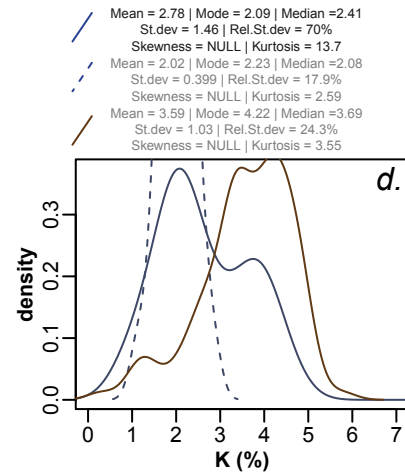 Mean = 2.78 | Mode = 2.09 | Median =2.41
St.dev = 1.46 | Rel.St.dev = 70%
Skewness = NULL | Kurtosis = 13.7
Mean = 2.02 | Mode = 2.23 | Median =2.08
St.dev = 0.399 | Rel.St.dev = 17.9%
Skewness = NULL | Kurtosis = 2.59
Mean = 3.59 | Mode = 4.22 | Median =3.69
St.dev = 1.03 | Rel.St.dev = 24.3%
Skewness = NULL | Kurtosis = 3.55
d.
density
0.3
0.2
0.1
0.0
0 1 2 3 4 5 6 7
K (%)